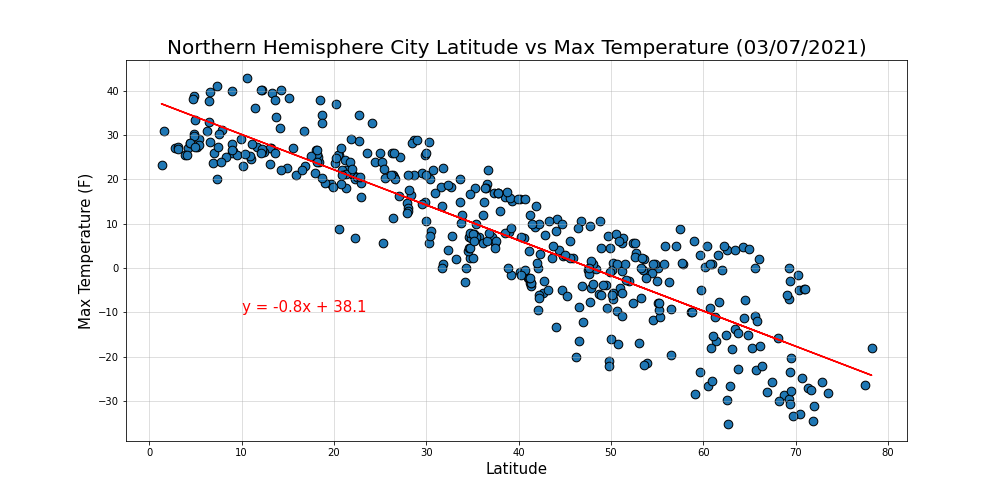 Northern Hemisphere City Latitude vs Max Temperature (03/07/2021)
Max Temperature (F)
40
30
20
10
0
−10
−20
−30
y = -0.8x + 38.1
0 10 20 30 40 50 60 70 80
Latitude